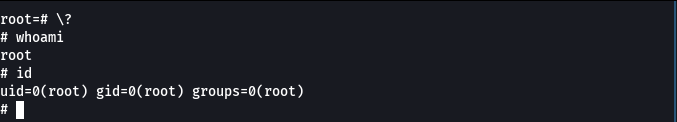 root=# \?
# whoami
root
# id
uid=0(root) gid=0(root) groups=0(root)
#